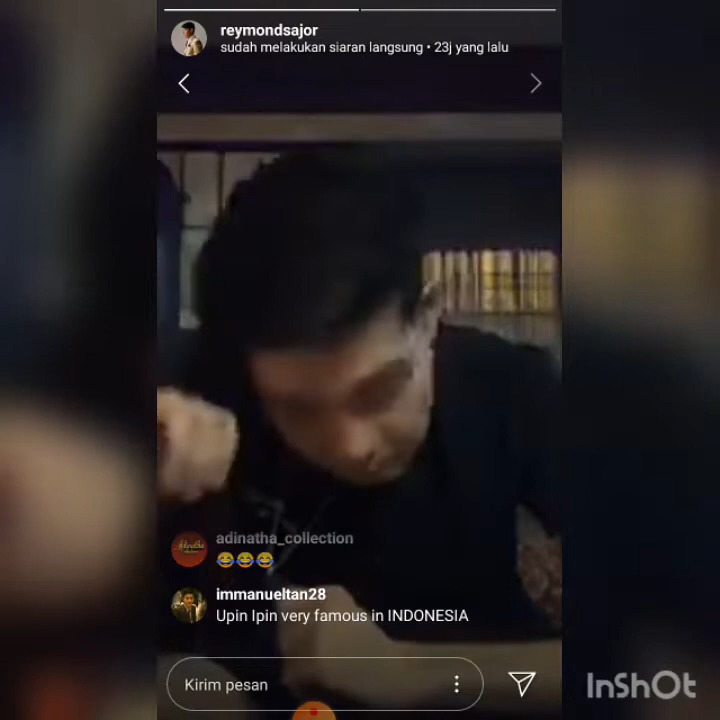 reymondsajor
sudah melakukan siaran langsung • 23j yang lalu
adinatha_collection
😂😂😂
immanueltan28
Upin Ipin very famous in INDONESIA
Kirim pesan
InShOt